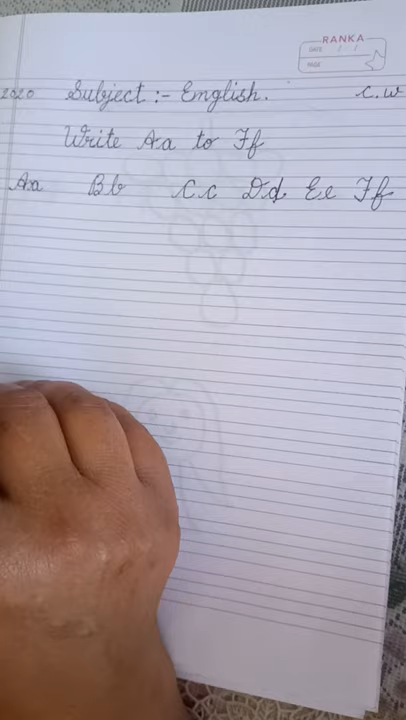 RANKA
DATE / /
PAGE
2020 Subject :- English. C.W
Write Aa to Ff
Aa Bb Cc Dd Ee Ff